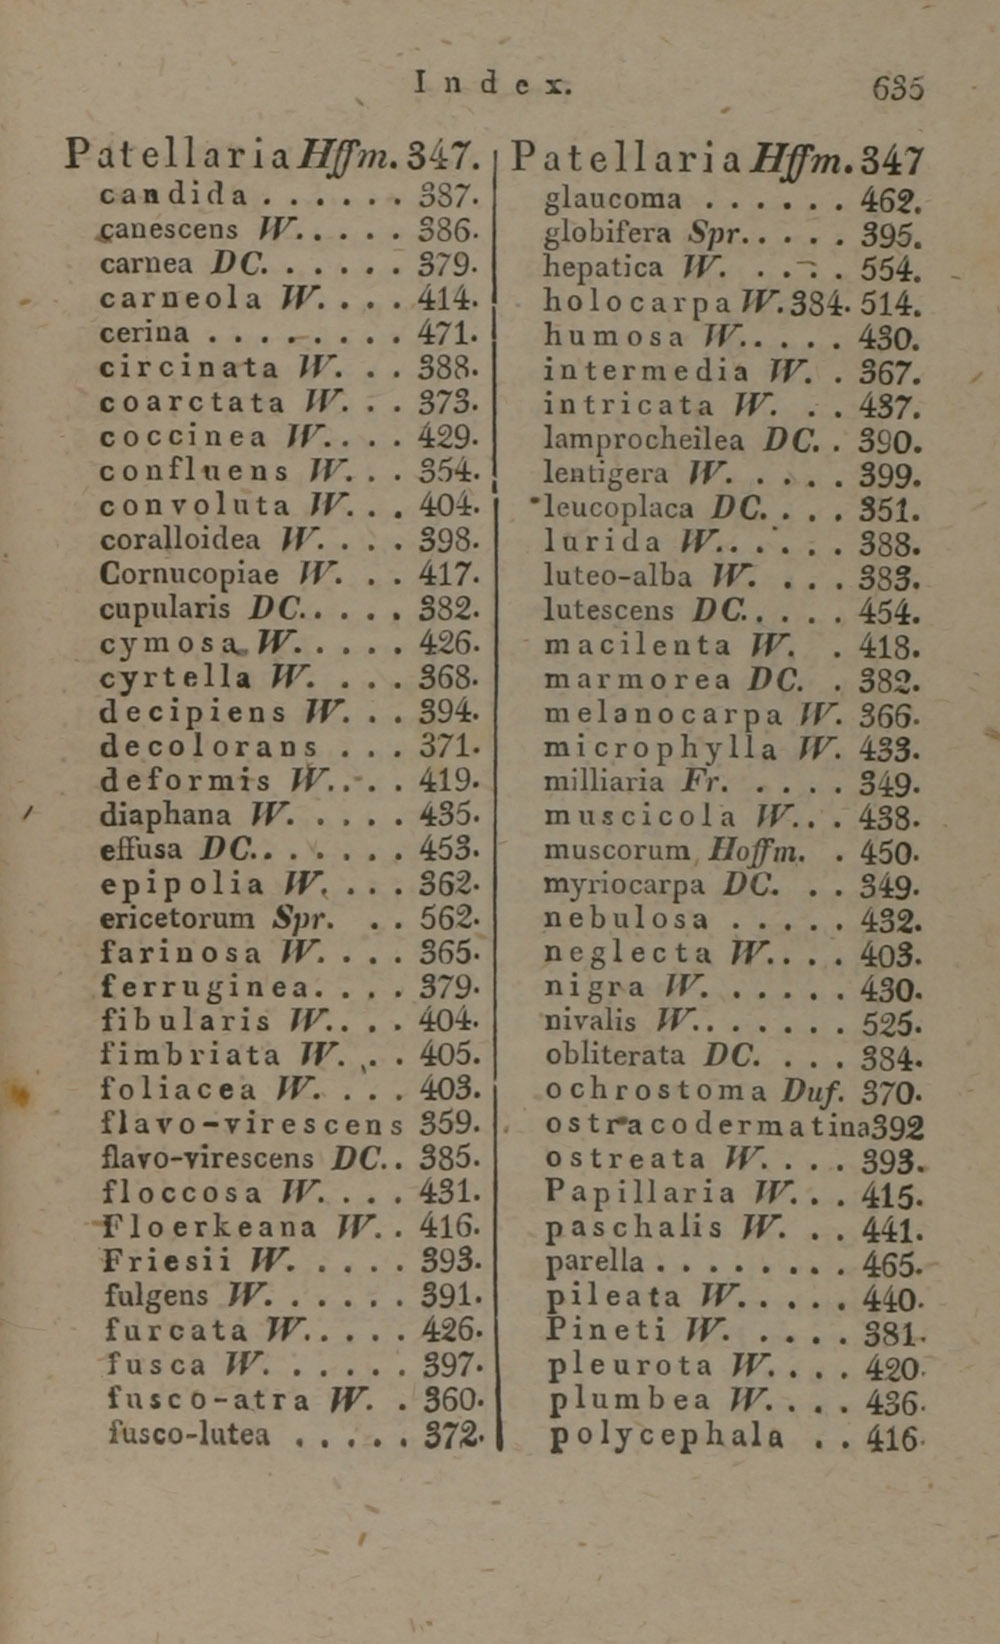 Index. 635
Patellaria Hffm. 347.
candida . . . . . . 387.
canescens W. . . . . 386.
carnea DC. . . . . . 379.
carneola W. . . . 414.
cerina . . . . . . . . 471.
circinata W. . . 388.
coarctata W. . . 373.
coccinea W. . . . 429.
confluens W. . . 354.
convoluta W. . . 404.
coralloidea W. . . . 398.
Cornucopiae W. . . 417.
cupularis DC. . . . . 382.
cymosa W. . . . . 426.
cyrtella W. . . . 368.
decipiens W. . . 394.
decolorans . . . 371.
deformis W. . . . 419.
diaphana W. . . . . 435.
effusa DC. . . . . . . 453.
epipolia W. . . . 362.
ericetorum Spr. . . 562.
farinosa W. . . . 365.
ferruginea. . . . 379.
fibularis W. . . . 404.
fimbriata W. . . 405.
foliacea W. . . . 403.
flavo-virescens 359.
flavo-virescens DC. . 385.
floccosa W. . . . 431.
Floerkeana W. . 416.
Friesii W. . . . . 393.
fulgens W. . . . . . 391.
furcata W. . . . . 426.
fusca W. . . . . . 397.
fusco-atra W. . 360.
fusco-lutea . . . . . 372.
Patellaria Hffm. 347
glaucoma . . . . . . 462.
globifera Spr. . . . . 395.
hepatica W. . . . . 554.
holocarpa W. 384. 514.
humosa W. . . . . 430.
intermedia W. . 367.
intricata W. . . 437.
lamprocheilea DC. . 390.
lentigera W. . . . . 399.
leucoplaca DC. . . . 351.
lurida W. . . . . . 388.
luteo-alba W. . . . 383.
lutescens DC. . . . . 454.
macilenta W. . 418.
marmorea DC. . 382.
melanocarpa W. 366.
microphylla W. 433.
milliaria Fr. . . . . 349.
muscicola W. . . 438.
muscorum Hoffm. . 450.
myriocarpa DC. . . 349.
nebulosa . . . . . 432.
neglecta W. . . . 403.
nigra W. . . . . . 430.
nivalis W. . . . . . . 525.
obliterata DC. . . . 384.
ochrostoma Duf. 370.
ostracodermatina 392
ostreata W. . . . 393.
Papillaria W. . . 415.
paschalis W. . . 441.
parella . . . . . . . . 465.
pileata W. . . . . 440.
Pineti W. . . . . 381.
pleurota W. . . . 420.
plumbea W. . . . 436.
polycephala . . 416.